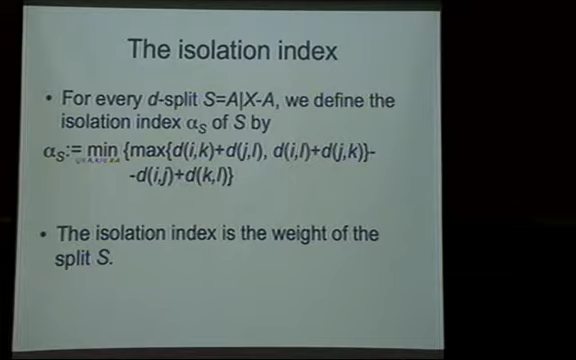 The isolation index
• For every d-split S=A|X-A, we define the
isolation index αS of S by
αS:= min {max{d(i,k)+d(j,l), d(i,l)+d(j,k)}-
-d(i,j)+d(k,l)}
• The isolation index is the weight of the
split S.